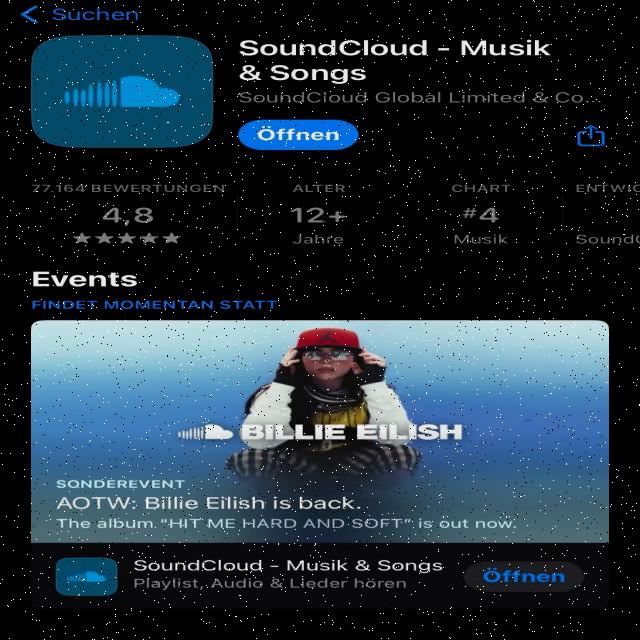 Suchen
SoundCloud - Musik
& Songs
SoundCloud Global Limited & Co...
Öffnen
77.164 BEWERTUNGEN
4,8
ALTER
12+
Jahre
CHART
#4
Musik
ENTWIC
SoundC
Events
FINDET MOMENTAN STATT
BILLIE EILISH
SONDEREVENT
AOTW: Billie Eilish is back.
The album "HIT ME HARD AND SOFT" is out now.
SoundCloud - Musik & Songs
Playlist, Audio & Lieder hören
Öffnen